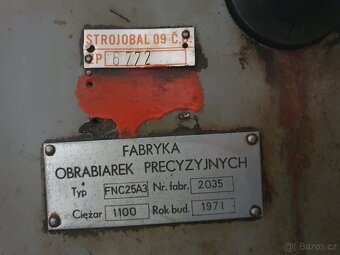 STROJOBAL 09 Č.
P 6772
FABRYKA
OBRABIAREK PRECYZYJNYCH
Typ FNC25A3 Nr. fabr. 2035
Ciężar 1100 Rok bud. 1971
Bazos.cz